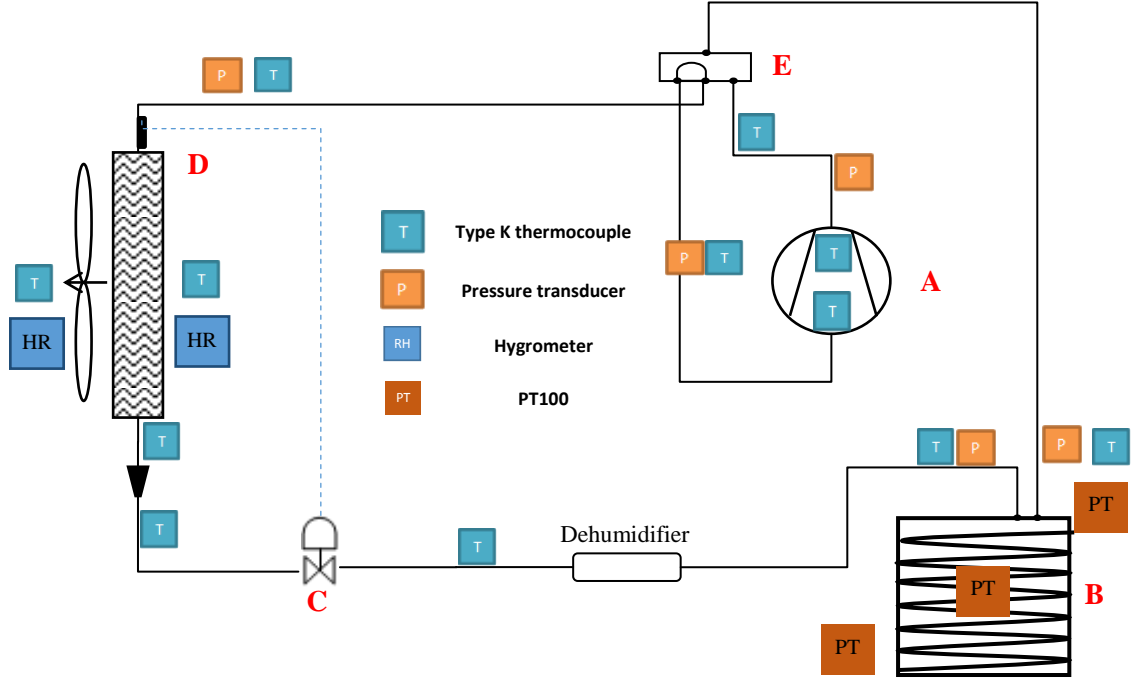 E
P T
T
D
P
T Type K thermocouple
T
P T
T
T
A
P Pressure transducer
T
HR
HR
RH Hygrometer
PT PT100
T
T P
P T
PT
T
Dehumidifier
T
C
PT
B
PT